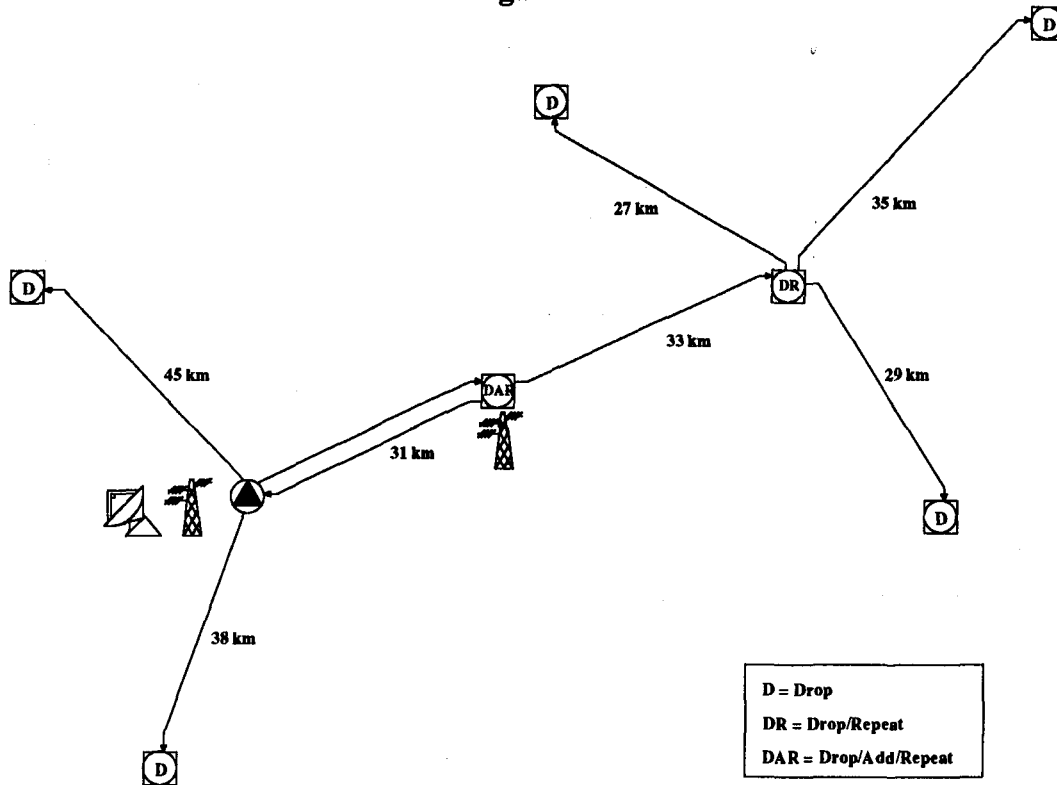 D
D
27 km
35 km
D
DR
33 km
45 km
DAR
29 km
31 km
D
38 km
D
D = Drop
DR = Drop/Repeat
DAR = Drop/Add/Repeat